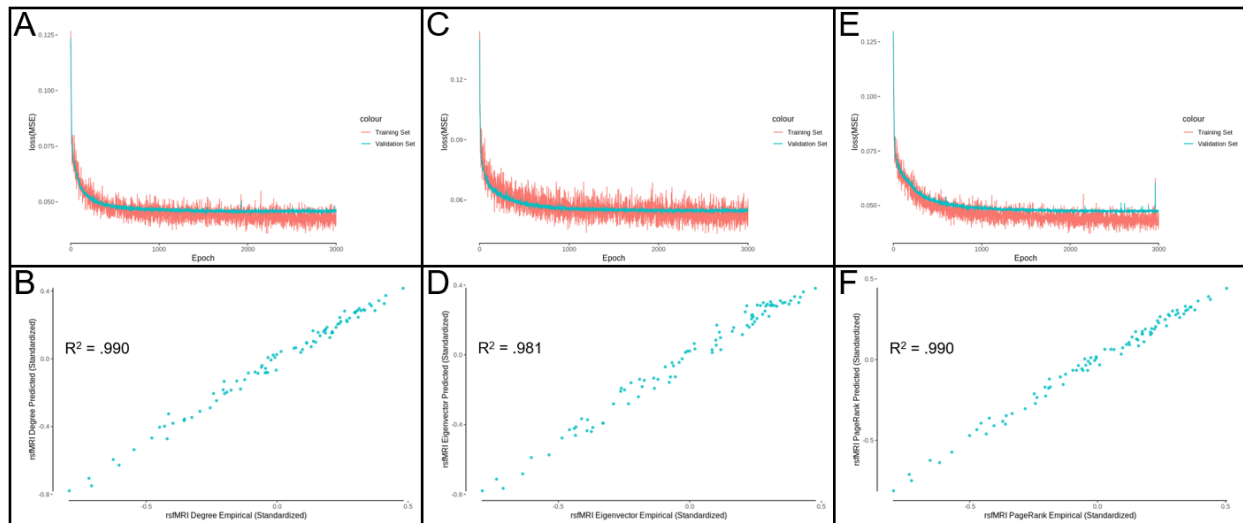 A
0.125
0.100
0.075
0.050
loss(MSE)
0
1000
2000
3000
Epoch
colour
Training Set
Validation Set
C
0.12
0.09
0.06
loss(MSE)
0
1000
2000
3000
Epoch
colour
Training Set
Validation Set
E
0.125
0.100
0.075
0.050
loss(MSE)
0
1000
2000
3000
Epoch
colour
Training Set
Validation Set
B
0.4
0.0
-0.4
-0.8
rsfMRI Degree Predicted (Standardized)
R² = .990
-0.5
0.0
0.5
rsfMRI Degree Empirical (Standardized)
D
0.4
0.0
-0.4
-0.8
rsfMRI Eigenvector Predicted (Standardized)
R² = .981
-0.5
0.0
0.5
rsfMRI Eigenvector Empirical (Standardized)
F
0.5
0.0
-0.5
rsfMRI PageRank Predicted (Standardized)
R² = .990
-0.5
0.0
0.5
rsfMRI PageRank Empirical (Standardized)